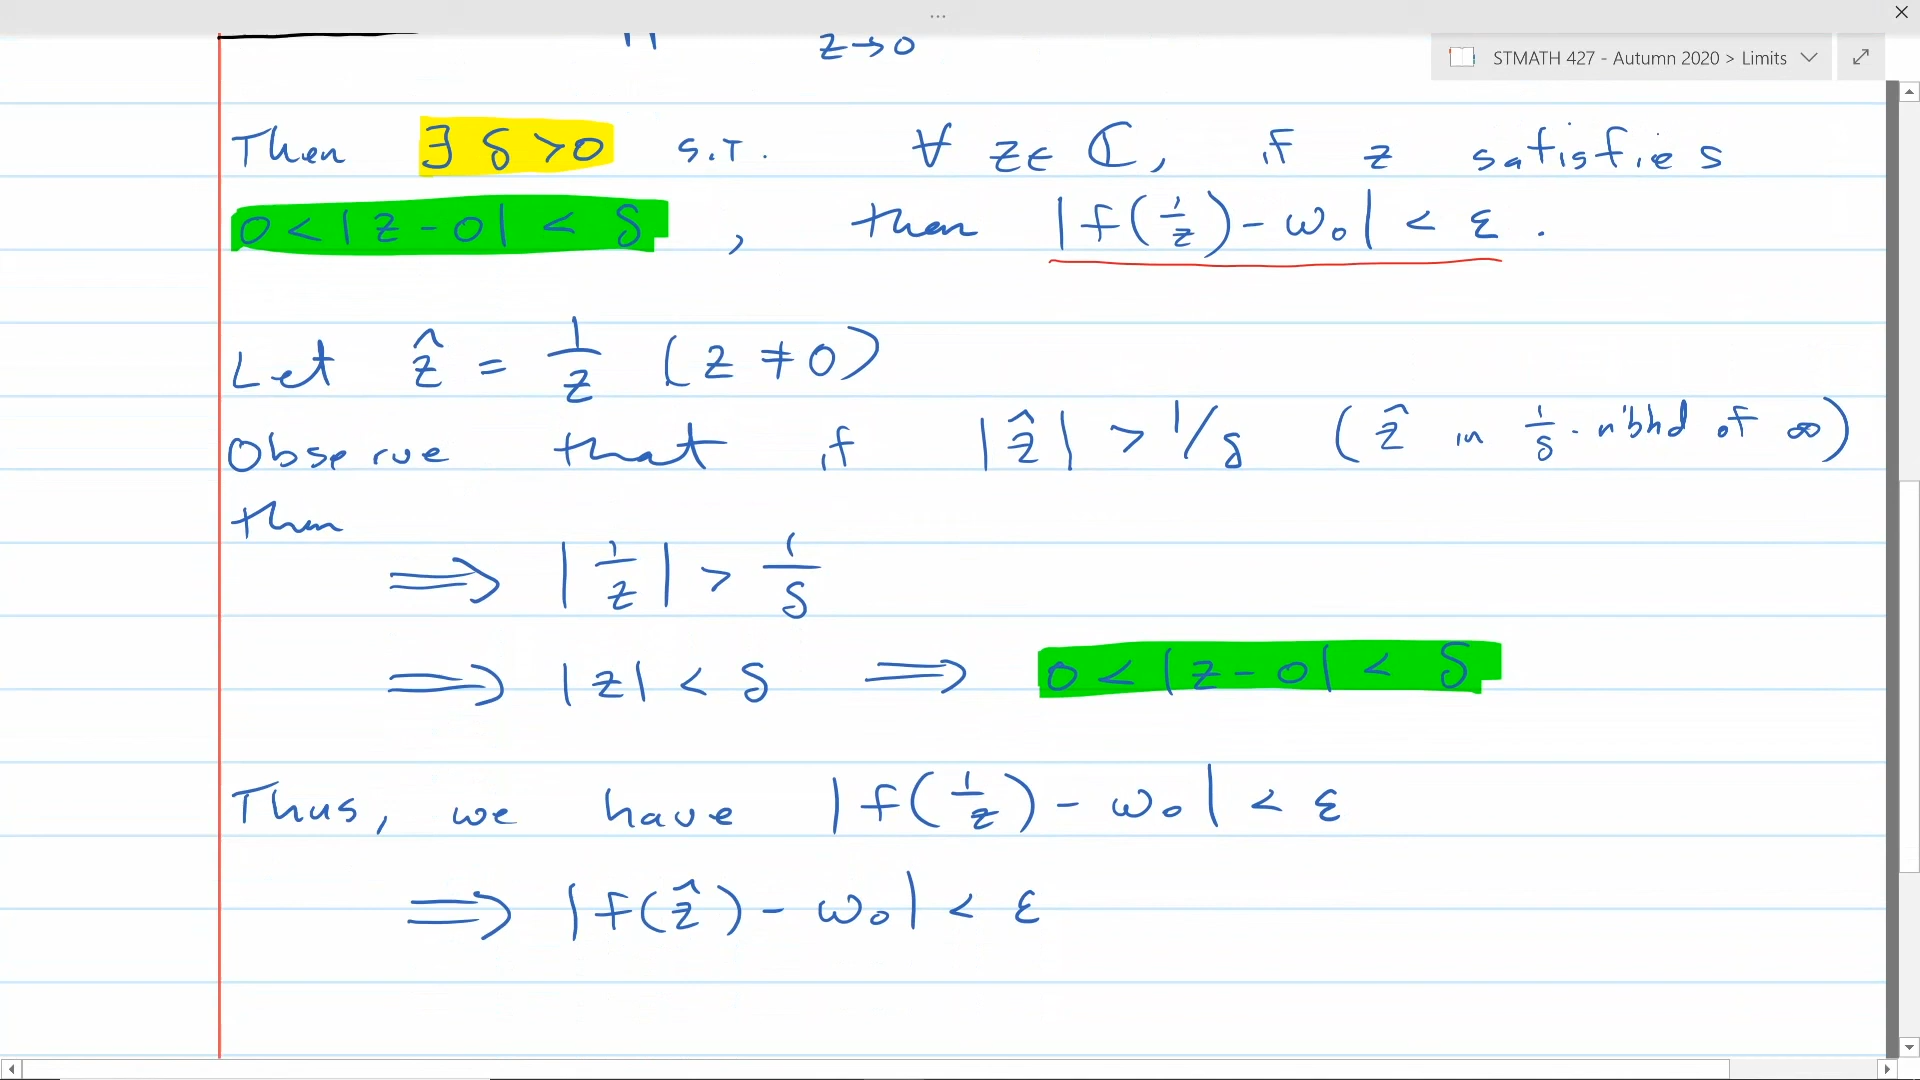 ...
z → 0
STMATH 427 - Autumn 2020 > Limits
Then ∃ δ > 0 s.t. ∀ z ∈ ℂ, if z satisfies
0 < |z - 0| < δ, then |f(1/z) - w₀| < ε.
Let ẑ = 1/z (z ≠ 0)
Observe that if |ẑ| > 1/δ (ẑ in 1/δ - n'bhd of ∞)
then
⟹ |1/z| > 1/δ
⟹ |z| < δ ⟹ 0 < |z - 0| < δ
Thus, we have |f(1/z) - w₀| < ε
⟹ |f(ẑ) - w₀| < ε